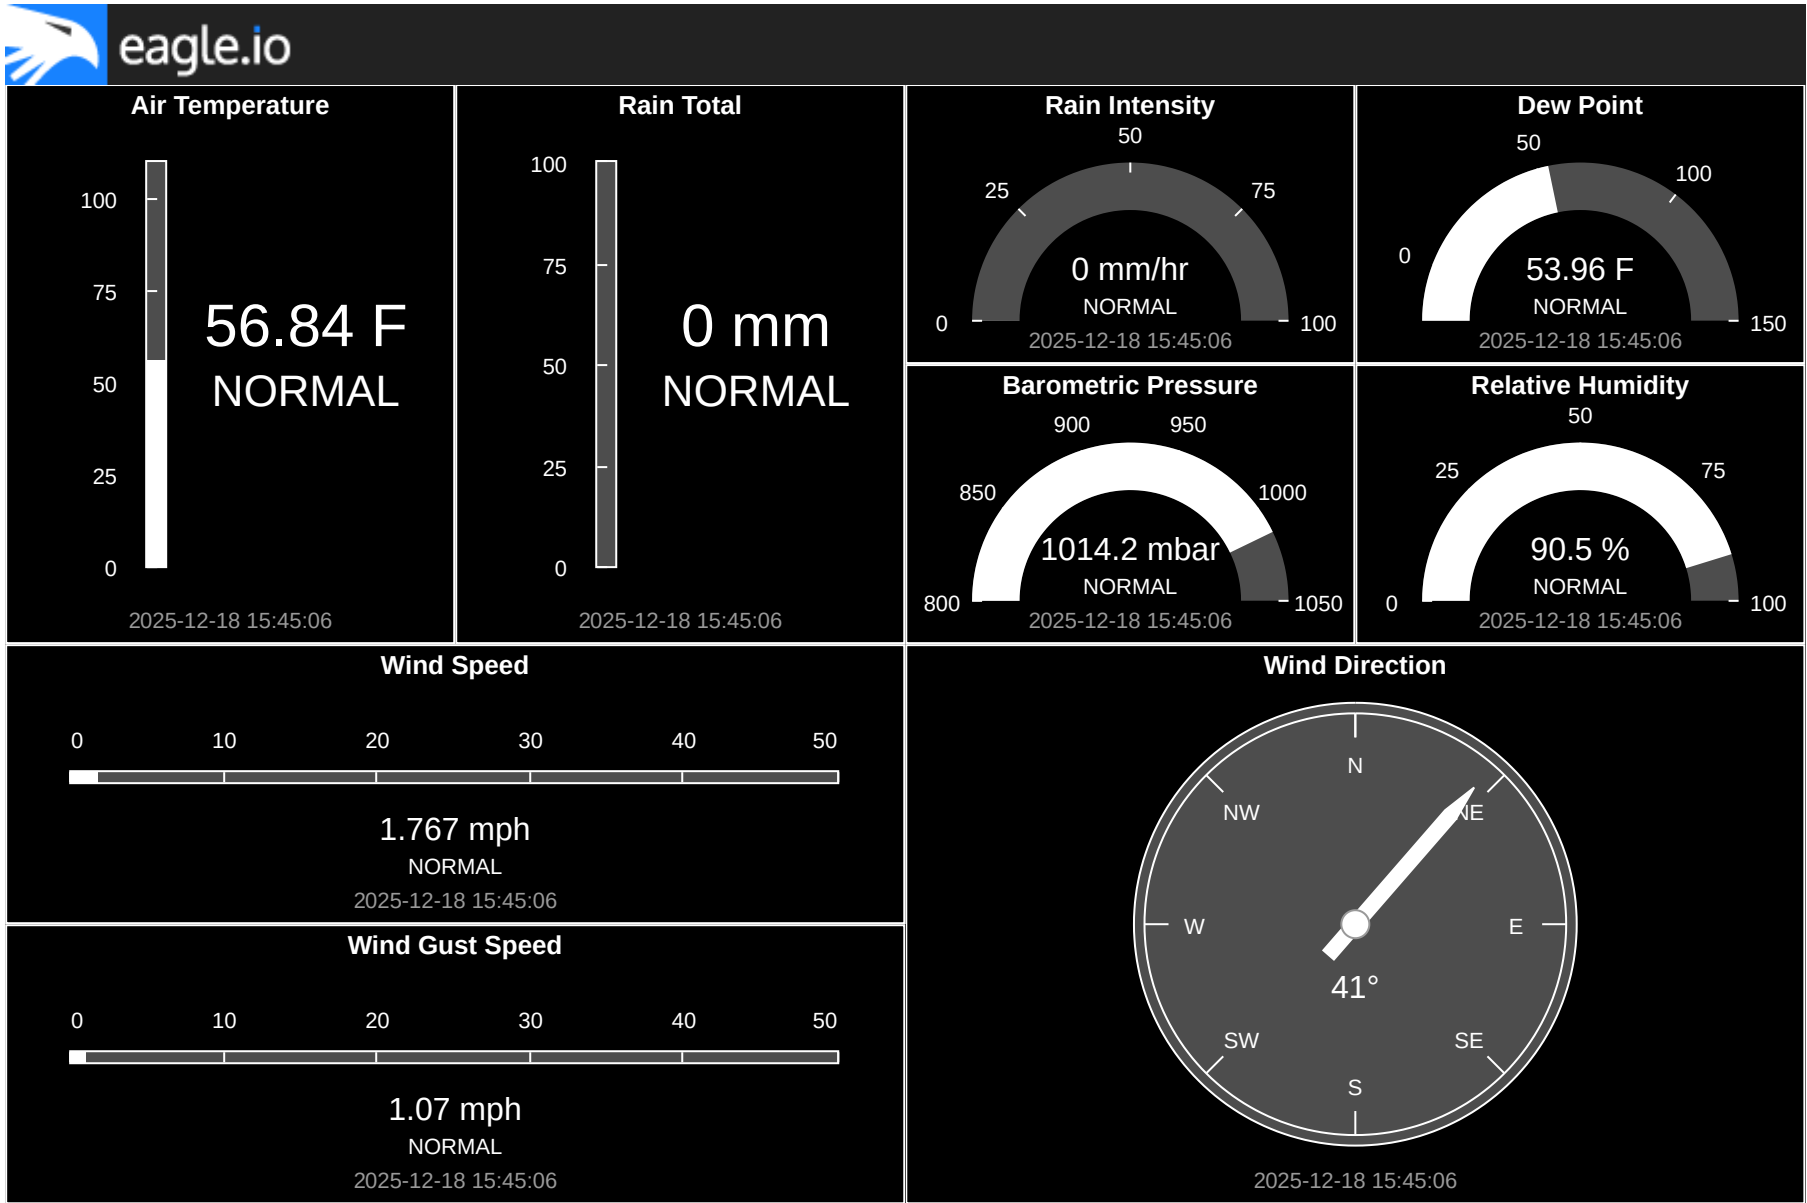 eagle.io
Air Temperature
100
75
50
25
0
56.84 F
NORMAL
2025-12-18 15:45:06
Rain Total
100
75
50
25
0
0 mm
NORMAL
2025-12-18 15:45:06
Rain Intensity
50
25
75
0
100
0 mm/hr
NORMAL
2025-12-18 15:45:06
Dew Point
50
100
0
150
53.96 F
NORMAL
2025-12-18 15:45:06
Barometric Pressure
900
950
850
1000
800
1050
1014.2 mbar
NORMAL
2025-12-18 15:45:06
Relative Humidity
50
25
75
0
100
90.5 %
NORMAL
2025-12-18 15:45:06
Wind Speed
0 10 20 30 40 50
1.767 mph
NORMAL
2025-12-18 15:45:06
Wind Gust Speed
0 10 20 30 40 50
1.07 mph
NORMAL
2025-12-18 15:45:06
Wind Direction
N
NW
NE
W
E
41°
SW
SE
S
2025-12-18 15:45:06